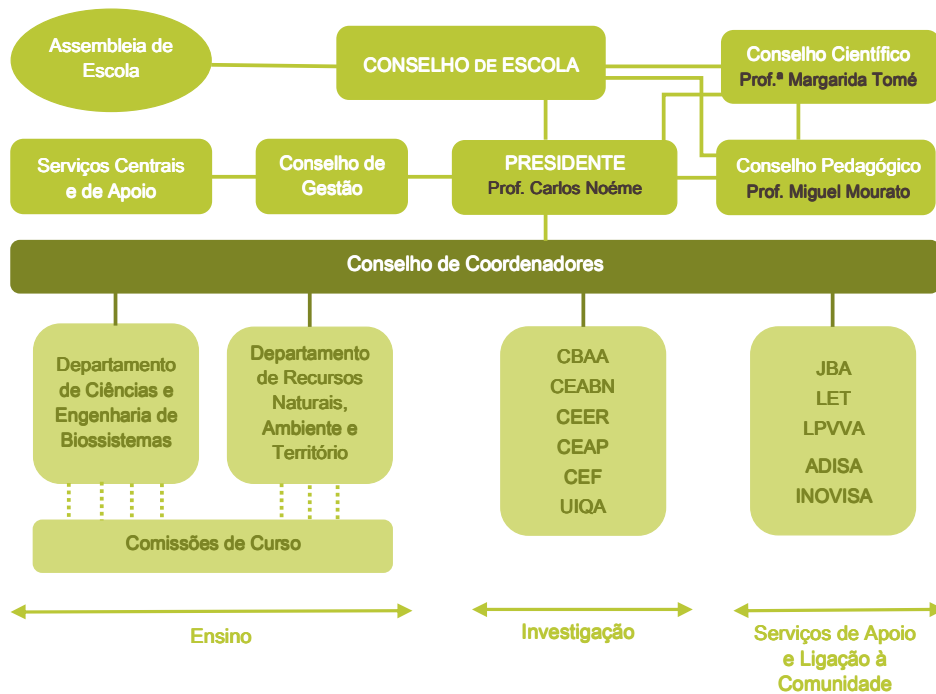 Assembleia de
Escola
CONSELHO DE ESCOLA
Conselho Científico
Prof.ª Margarida Tomé
Serviços Centrais
e de Apoio
Conselho de
Gestão
PRESIDENTE
Prof. Carlos Noéme
Conselho Pedagógico
Prof. Miguel Mourato
Conselho de Coordenadores
Departamento
de Ciências e
Engenharia de
Biossistemas
Departamento
de Recursos
Naturais,
Ambiente e
Território
CBAA
CEABN
CEER
CEAP
CEF
UIQA
JBA
LET
LPVVA
ADISA
INOVISA
Comissões de Curso
Ensino
Investigação
Serviços de Apoio
e Ligação à
Comunidade